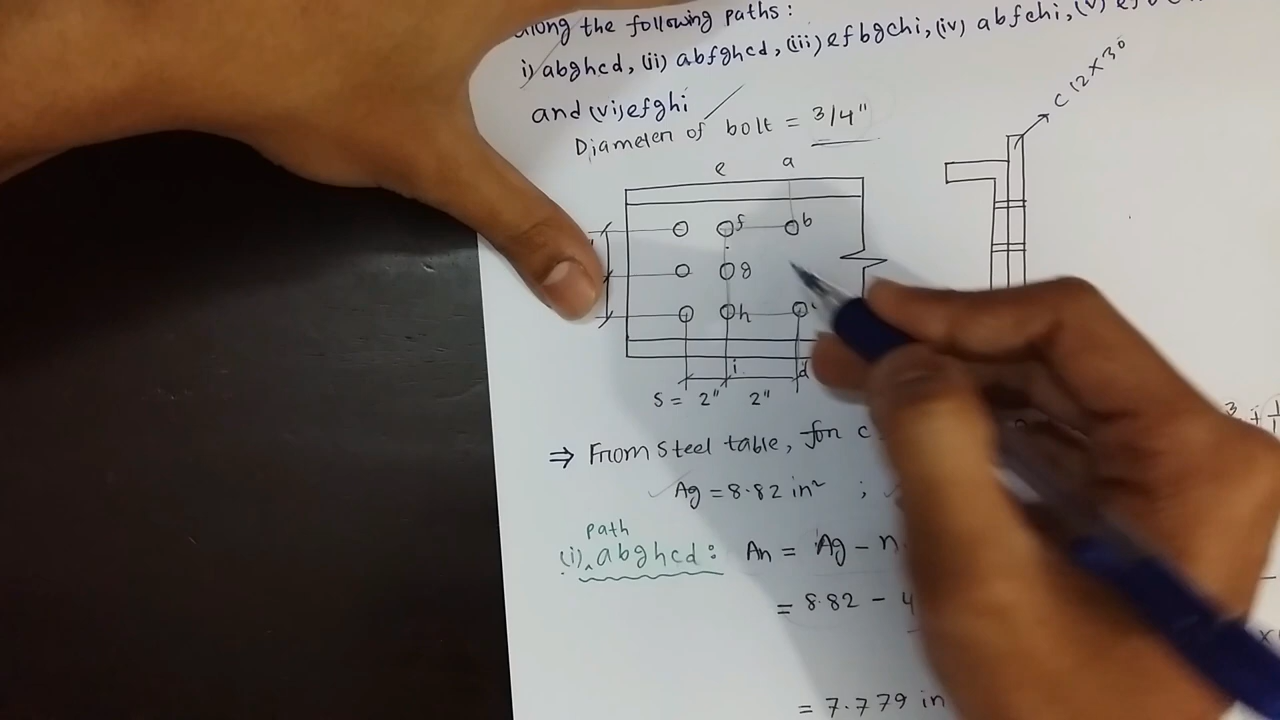 along the following paths:
i) abghcd, (ii) abfghcd, (iii) efbgchi, (iv) abfchi, (v)
and (vi) efghi
Diameter of bolt = 3/4"
C 12 X 30
e a
f b
g
h
i d
S = 2" 2"
⇒ From steel table, for C
Ag = 8.82 in² ;
path
(i) abghcd: An = Ag - n
= 8.82 - 4
= 7.779 in